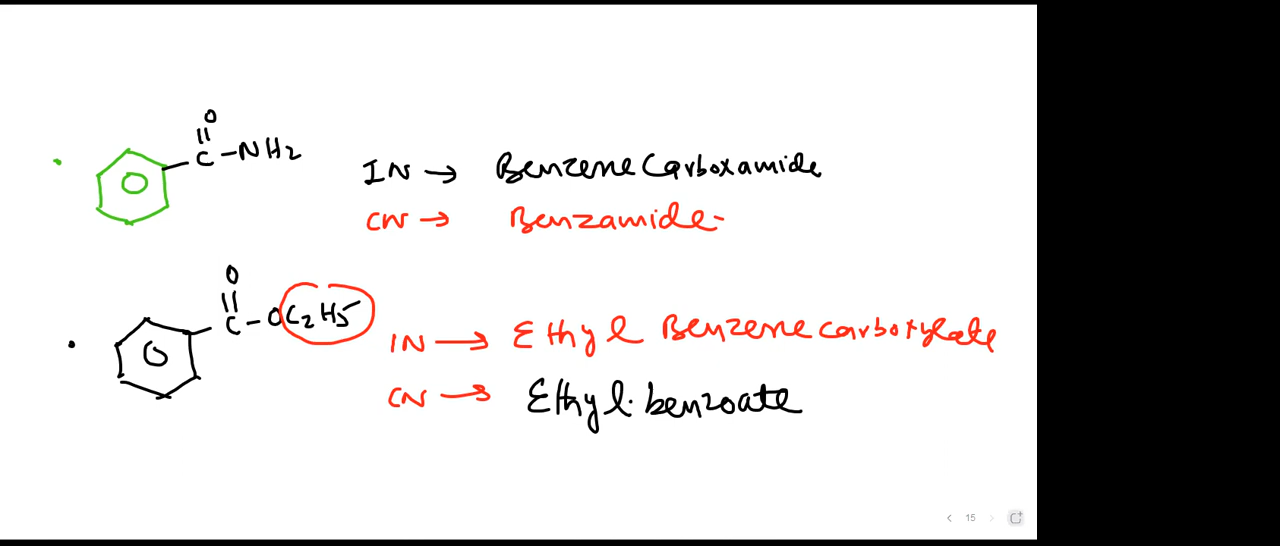 O
||
C-NH2
IN → Benzene Carboxamide
CN → Benzamide
O
||
C-OC2H5
IN → Ethyl Benzene carboxylate
CN → Ethyl benzoate
15